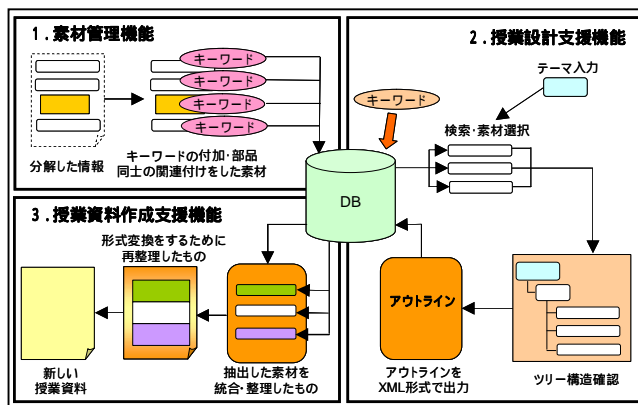 1.素材管理機能
キーワード
キーワード
キーワード
キーワード
分解した情報
キーワードの付加・部品
同士の関連付けをした素材
2.授業設計支援機能
テーマ入力
キーワード
検索・素材選択
DB
アウトライン
アウトラインを
XML形式で出力
ツリー構造確認
3.授業資料作成支援機能
形式変換をするために
再整理したもの
新しい
授業資料
抽出した素材を
統合・整理したもの